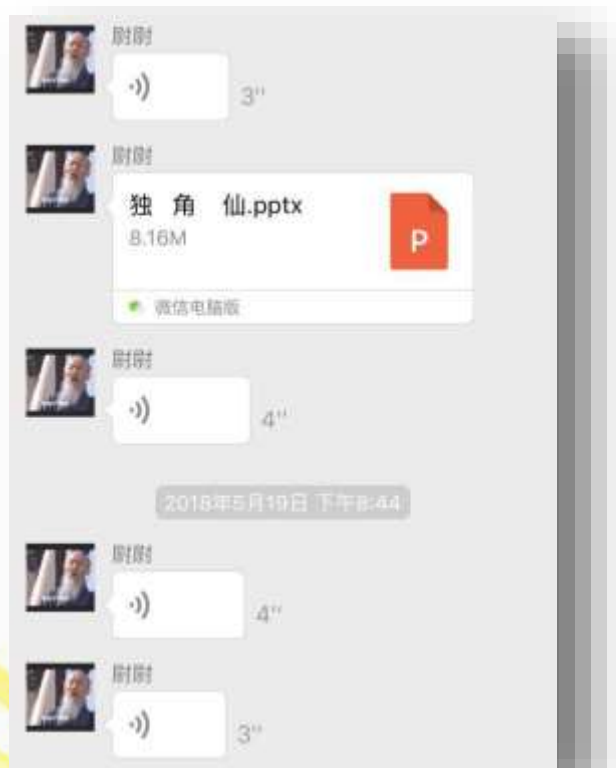 尉尉
3''
尉尉
独 角 仙.pptx
8.16M
P
微信电脑版
尉尉
4''
2018年5月19日 下午8:44
尉尉
4''
尉尉
3''